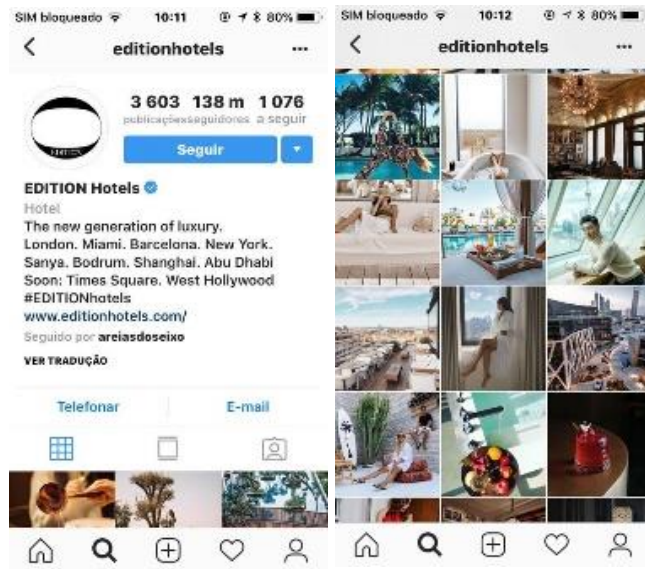 SIM bloqueado 10:11 80%
editionhotels
3 603 138 m 1 076
publicações seguidores a seguir
EDITION
Seguir
EDITION Hotels
Hotel
The new generation of luxury.
London. Miami. Barcelona. New York.
Sanya. Bodrum. Shanghai. Abu Dhabi
Soon: Times Square. West Hollywood
#EDITIONhotels
www.editionhotels.com/
Seguido por areiasdoseixo
VER TRADUÇÃO
Telefonar E-mail
SIM bloqueado 10:12 80%
editionhotels